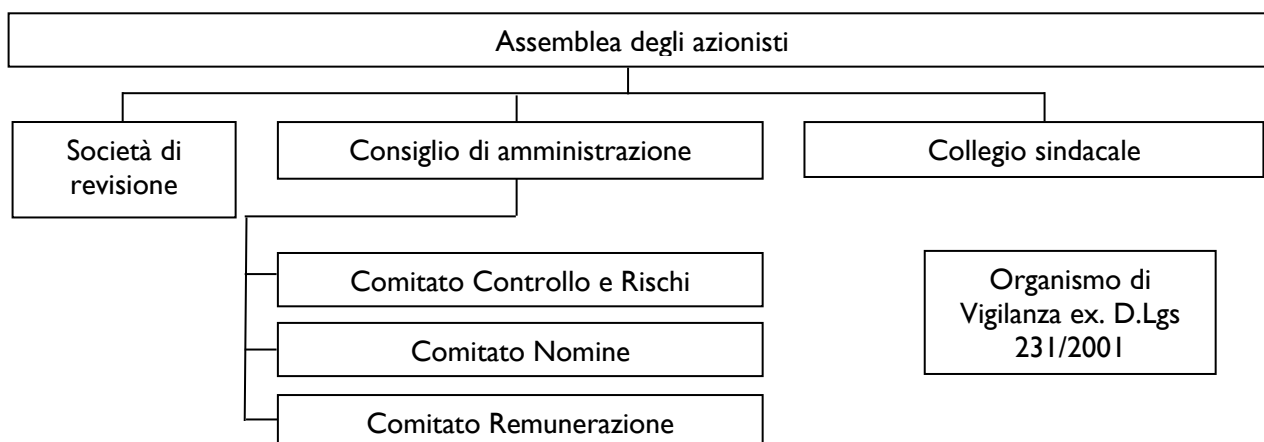 Assemblea degli azionisti
Società di
revisione
Consiglio di amministrazione
Collegio sindacale
Comitato Controllo e Rischi
Comitato Nomine
Comitato Remunerazione
Organismo di
Vigilanza ex. D.Lgs
231/2001